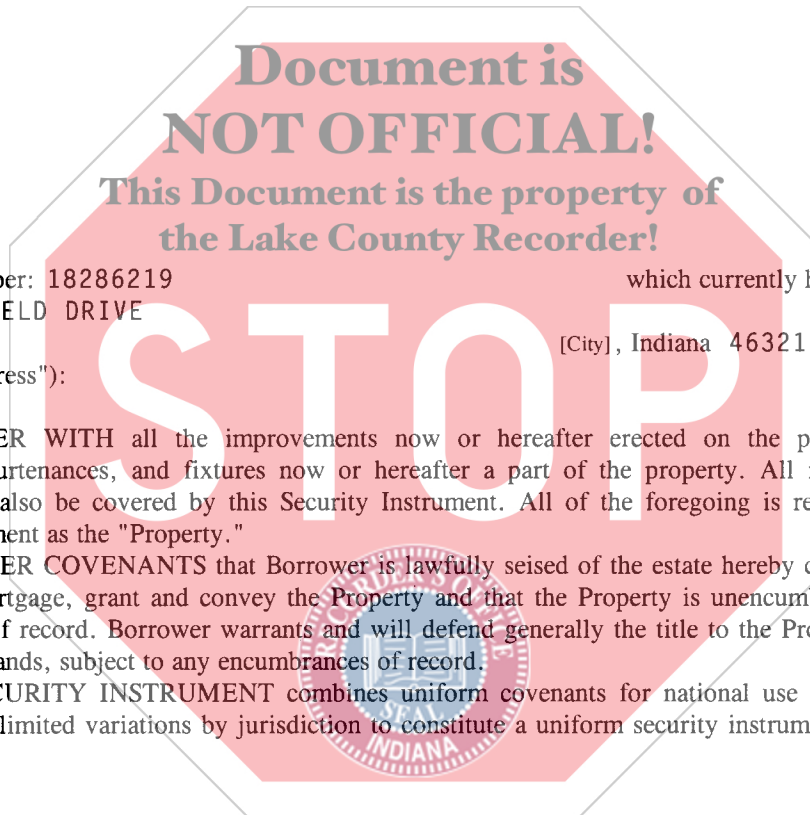 Document is
NOT OFFICIAL!
This Document is the property of
the Lake County Recorder!
per: 18286219 which currently h
ELD DRIVE
[City], Indiana 46321
ress"):
STOP
ER WITH all the improvements now or hereafter erected on the p
urtenances, and fixtures now or hereafter a part of the property. All
also be covered by this Security Instrument. All of the foregoing is re
nent as the "Property."
ER COVENANTS that Borrower is lawfully seised of the estate hereby c
rtgage, grant and convey the Property and that the Property is unencumb
f record. Borrower warrants and will defend generally the title to the Pro
ands, subject to any encumbrances of record.
CURITY INSTRUMENT combines uniform covenants for national use
limited variations by jurisdiction to constitute a uniform security instrum
RECORDER'S OFFICE
SEAL
INDIANA